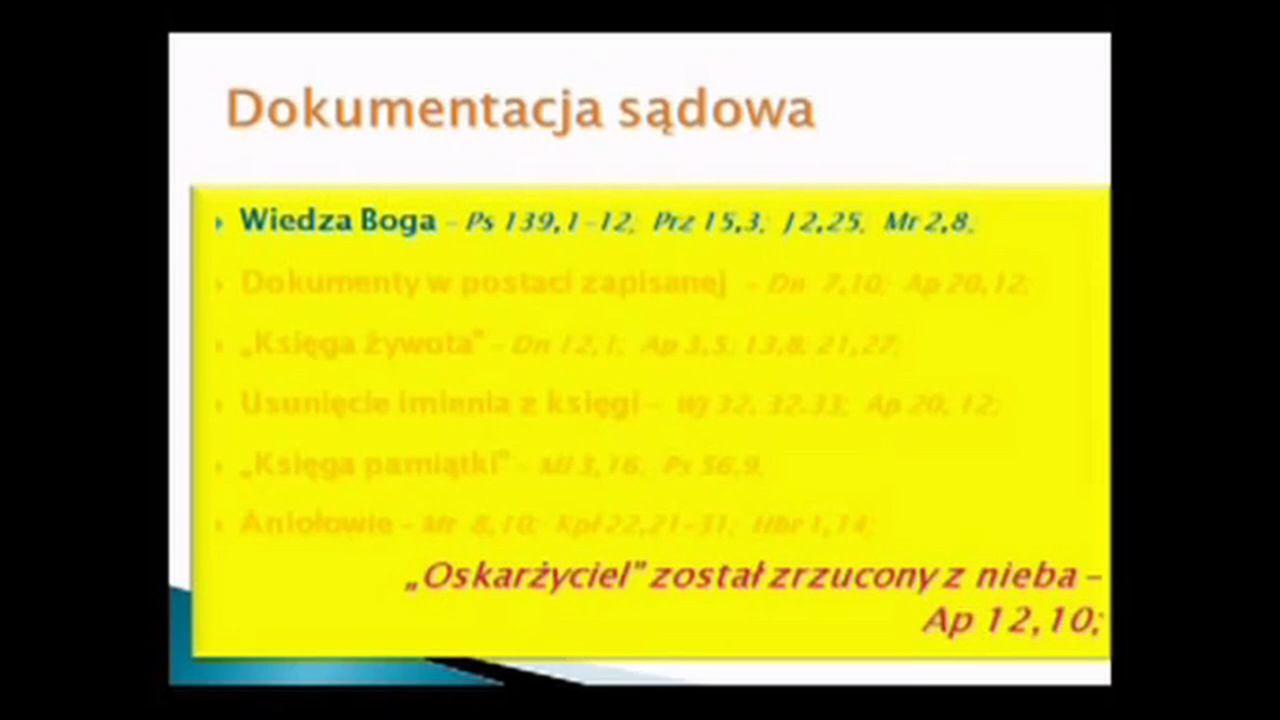 Dokumentacja sądowa
Wiedza Boga – Ps 139,1-12; Prz 15,3; J 2,25, Mr 2,8;
Dokumenty w postaci zapisanej – Dn 7,10; Ap 20,12;
„Księga żywota” – Dn 12,1, Ap 3,5; 13,8; 21,27;
Usunięcie imienia z księgi – Wj 32, 32.33; Ap 20, 12;
„Księga pamiątki” – Ml 3,16, Ps 56,9,
Aniołowie – 8,10; Kpł 22,21-31, Hbr 1,14;
„Oskarżyciel” został zrzucony z nieba –
Ap 12,10;